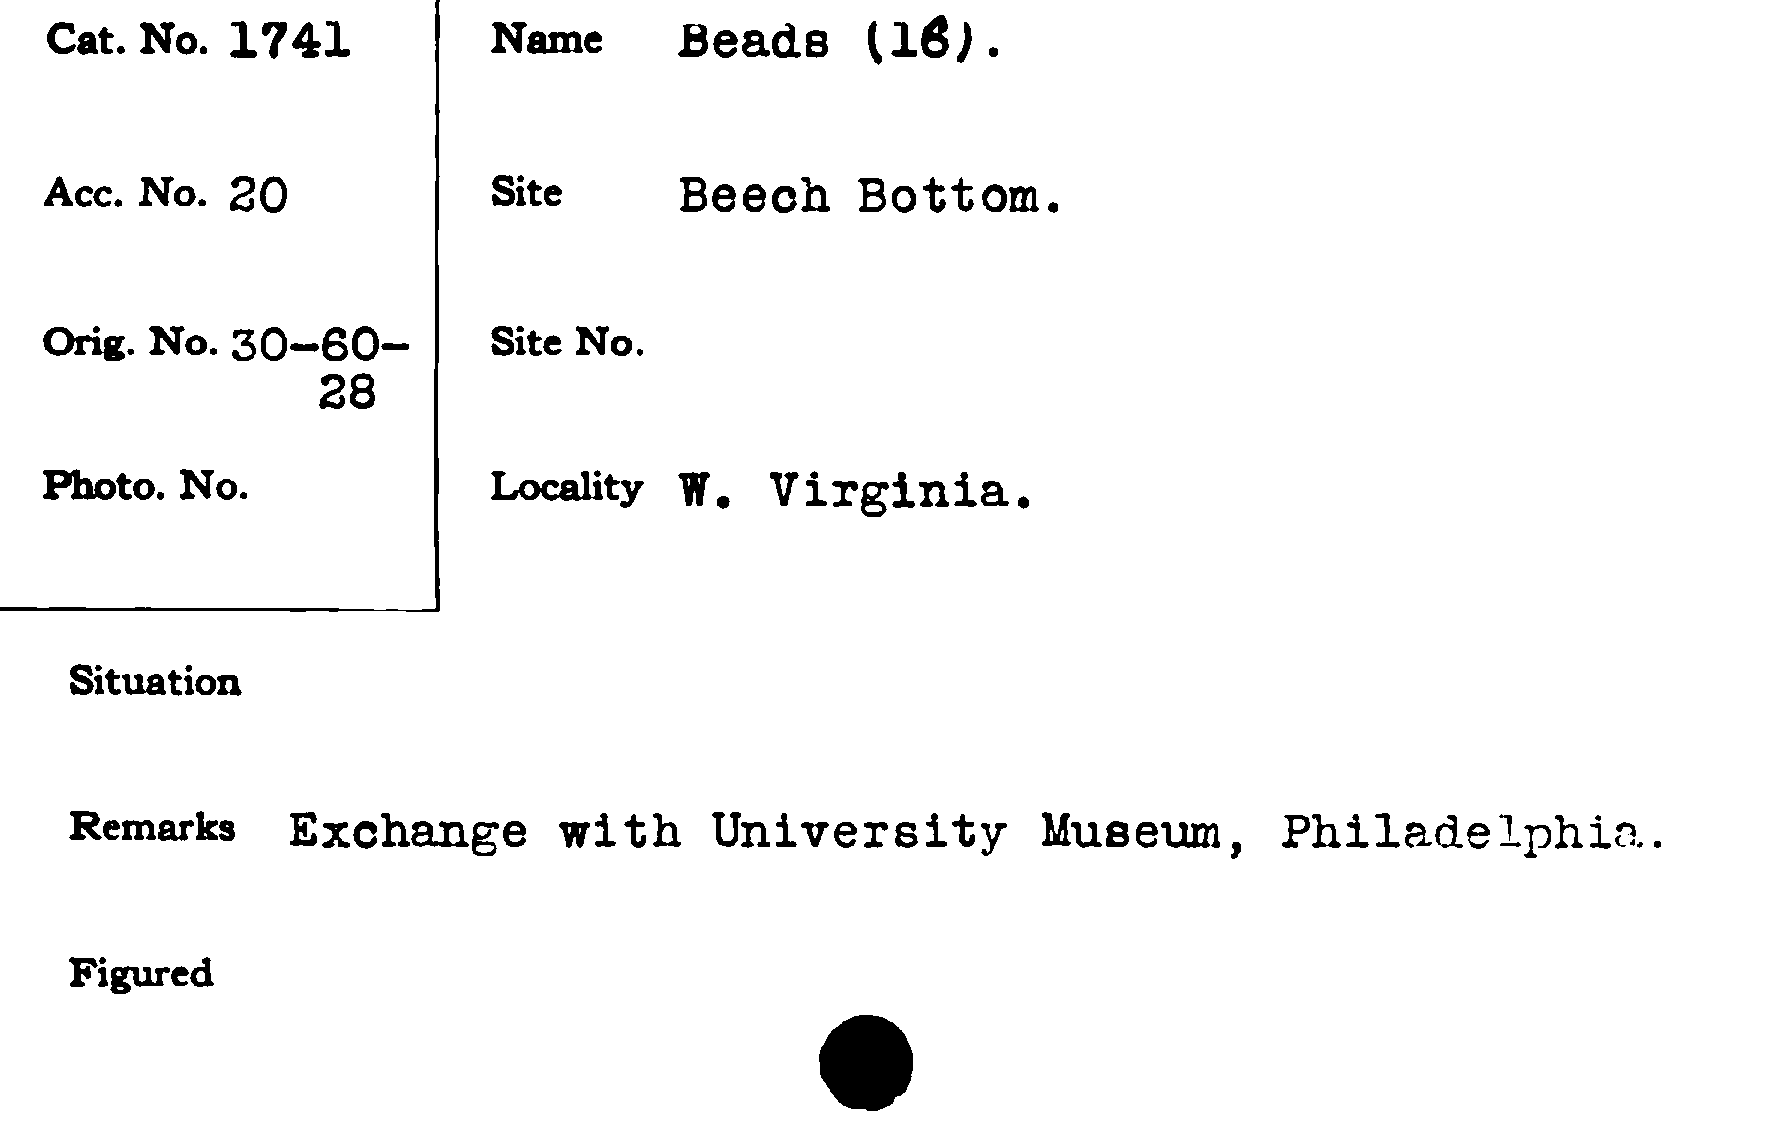 Cat. No. 1741
Name Beads (16).
Acc. No. 20
Site Beech Bottom.
Orig. No. 30-60-
28
Site No.
Photo. No.
Locality W. Virginia.
Situation
Remarks Exchange with University Museum, Philadelphia.
Figured